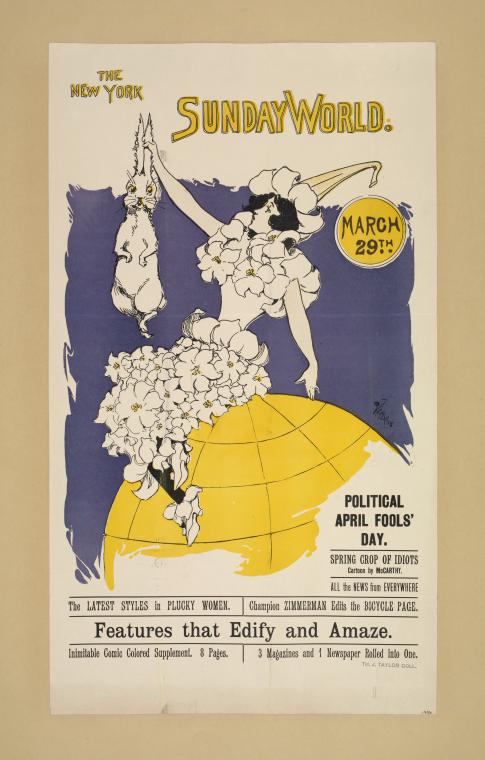 THE
NEW YORK
SUNDAY WORLD.
MARCH
29TH
POLITICAL
APRIL FOOLS'
DAY.
SPRING CROP OF IDIOTS
Cartoon by McCARTHY.
ALL the NEWS from EVERYWHERE
The LATEST STYLES in PLUCKY WOMEN.
Champion ZIMMERMAN Edits the BICYCLE PAGE.
Features that Edify and Amaze.
Inimitable Comic Colored Supplement. 8 Pages.
3 Magazines and 1 Newspaper Rolled into One.
TH. J. TAYLOR COLL.